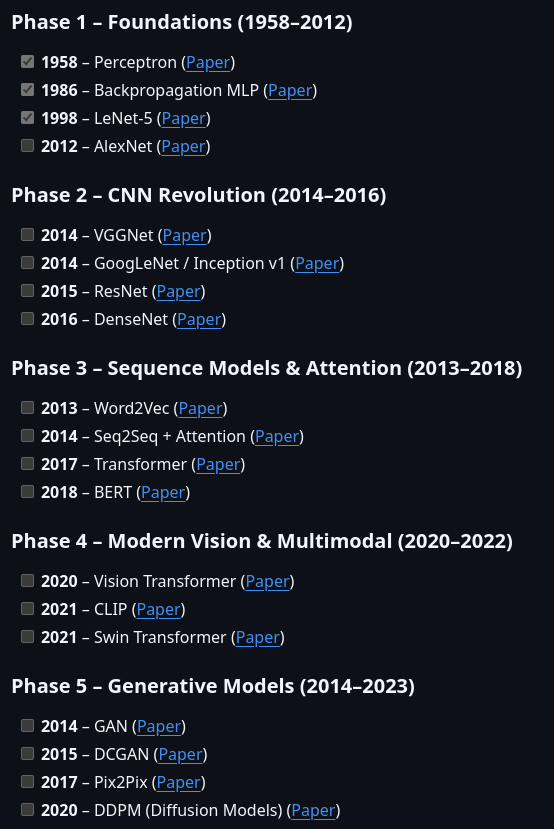 Phase 1 – Foundations (1958–2012)
1958 – Perceptron (Paper)
1986 – Backpropagation MLP (Paper)
1998 – LeNet-5 (Paper)
2012 – AlexNet (Paper)
Phase 2 – CNN Revolution (2014–2016)
2014 – VGGNet (Paper)
2014 – GoogLeNet / Inception v1 (Paper)
2015 – ResNet (Paper)
2016 – DenseNet (Paper)
Phase 3 – Sequence Models & Attention (2013–2018)
2013 – Word2Vec (Paper)
2014 – Seq2Seq + Attention (Paper)
2017 – Transformer (Paper)
2018 – BERT (Paper)
Phase 4 – Modern Vision & Multimodal (2020–2022)
2020 – Vision Transformer (Paper)
2021 – CLIP (Paper)
2021 – Swin Transformer (Paper)
Phase 5 – Generative Models (2014–2023)
2014 – GAN (Paper)
2015 – DCGAN (Paper)
2017 – Pix2Pix (Paper)
2020 – DDPM (Diffusion Models) (Paper)